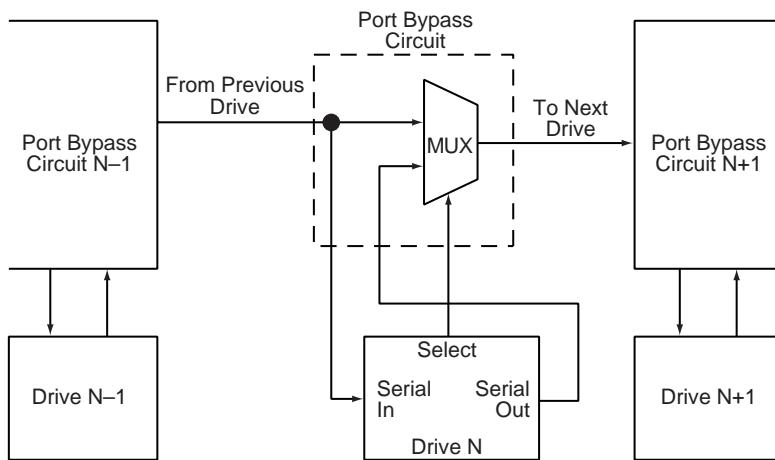 Port Bypass
Circuit
From Previous
Drive
To Next
Drive
Port Bypass
Circuit N–1
MUX
Port Bypass
Circuit N+1
Select
Drive N–1
Serial
In
Serial
Out
Drive N
Drive N+1